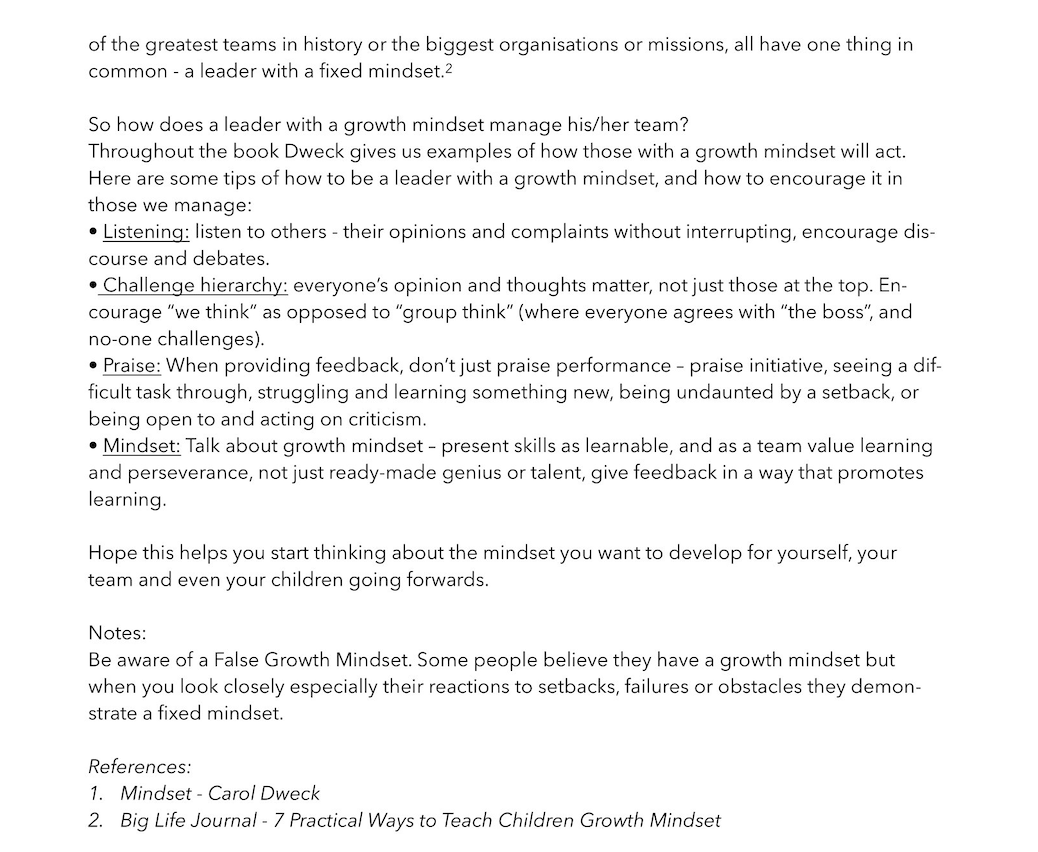 of the greatest teams in history or the biggest organisations or missions, all have one thing in
common - a leader with a fixed mindset.²
So how does a leader with a growth mindset manage his/her team?
Throughout the book Dweck gives us examples of how those with a growth mindset will act.
Here are some tips of how to be a leader with a growth mindset, and how to encourage it in
those we manage:
• Listening: listen to others - their opinions and complaints without interrupting, encourage dis-
course and debates.
• Challenge hierarchy: everyone’s opinion and thoughts matter, not just those at the top. En-
courage “we think” as opposed to “group think” (where everyone agrees with “the boss”, and
no-one challenges).
• Praise: When providing feedback, don’t just praise performance – praise initiative, seeing a dif-
ficult task through, struggling and learning something new, being undaunted by a setback, or
being open to and acting on criticism.
• Mindset: Talk about growth mindset – present skills as learnable, and as a team value learning
and perseverance, not just ready-made genius or talent, give feedback in a way that promotes
learning.
Hope this helps you start thinking about the mindset you want to develop for yourself, your
team and even your children going forwards.
Notes:
Be aware of a False Growth Mindset. Some people believe they have a growth mindset but
when you look closely especially their reactions to setbacks, failures or obstacles they demon-
strate a fixed mindset.
References:
1. Mindset - Carol Dweck
2. Big Life Journal - 7 Practical Ways to Teach Children Growth Mindset